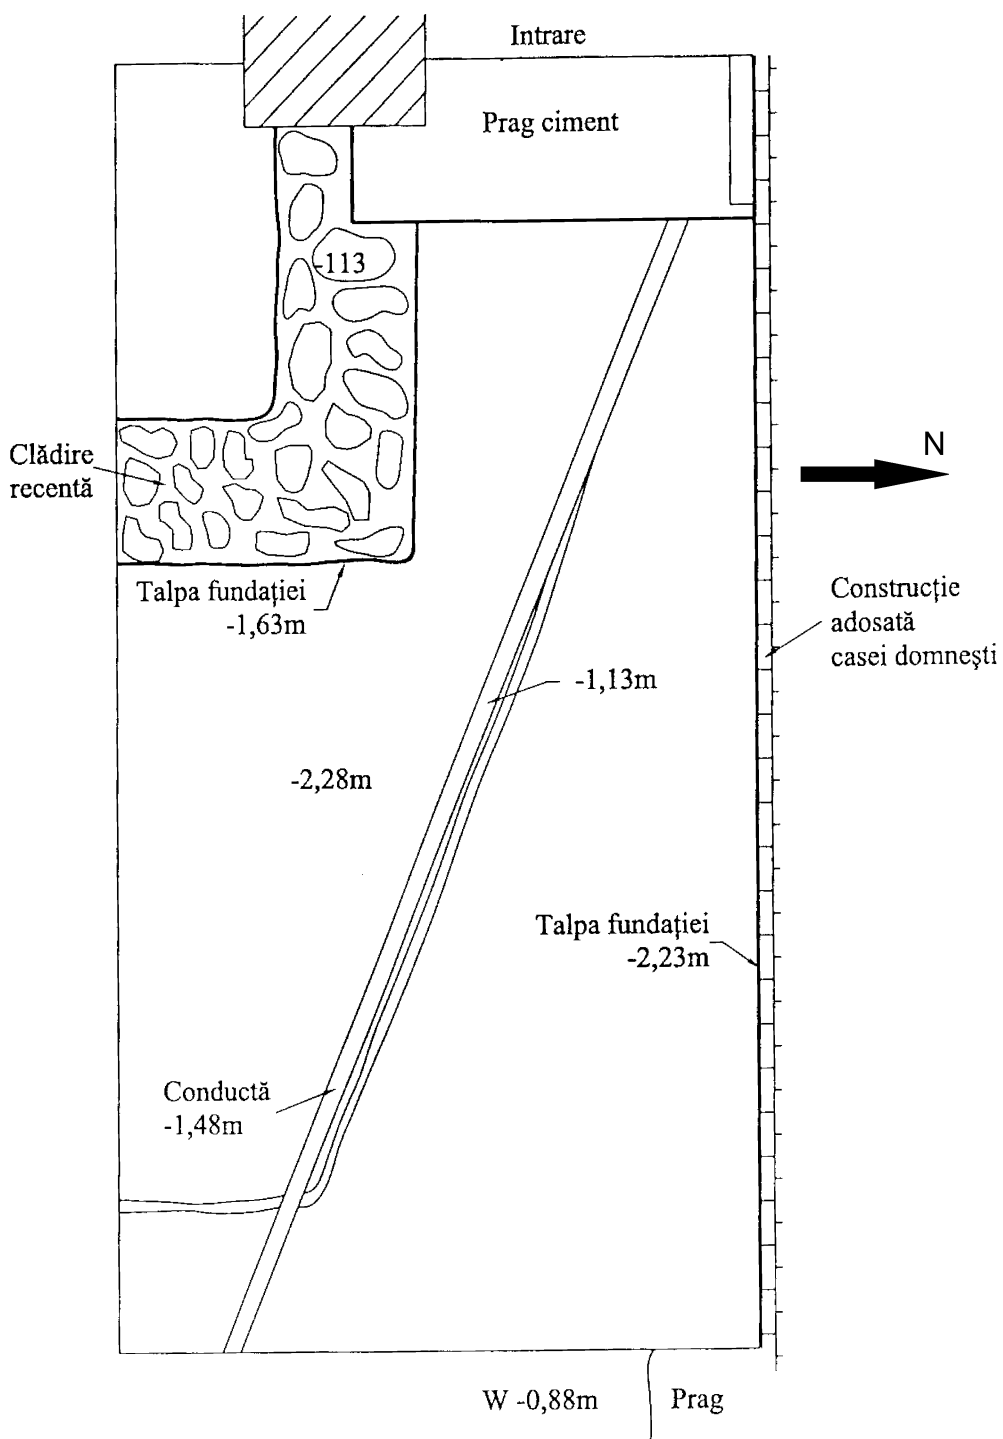 Intrare
Prag ciment
-113
Clădire
recentă
N
Talpa fundației
-1,63m
Construcție
adosată
casei domnești
-1,13m
-2,28m
Talpa fundației
-2,23m
Conductă
-1,48m
W -0,88m
Prag